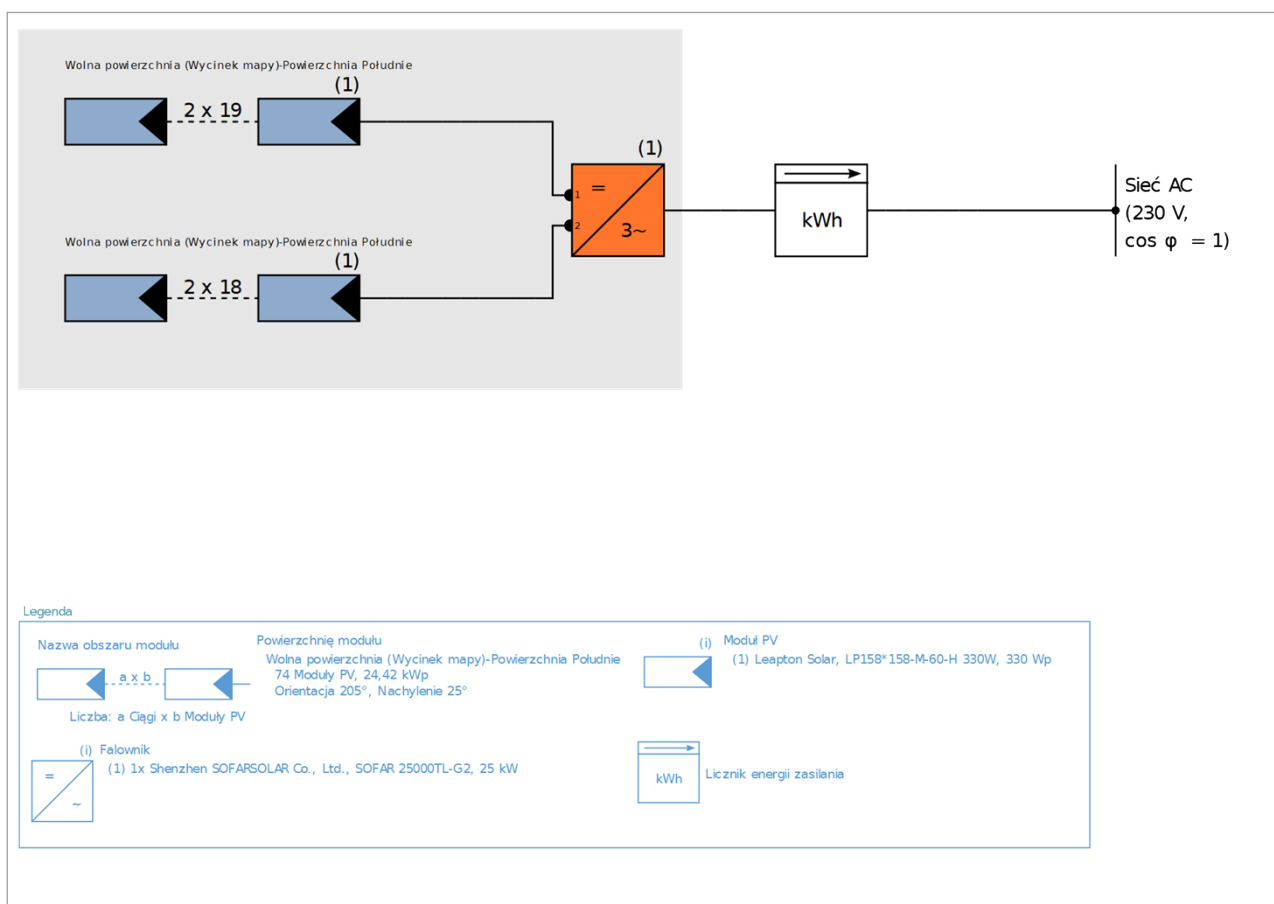 Wolna powierzchnia (Wycinek mapy)-Powierzchnia Południe
(1)
2 x 19
(1)
1
=
2
3~
kWh
Sieć AC
(230 V,
cos φ = 1)
Wolna powierzchnia (Wycinek mapy)-Powierzchnia Południe
(1)
2 x 18
Legenda
Nazwa obszaru modułu
a x b
Liczba: a Ciągi x b Moduły PV
Powierzchnię modułu
Wolna powierzchnia (Wycinek mapy)-Powierzchnia Południe
74 Moduły PV, 24,42 kWp
Orientacja 205°, Nachylenie 25°
(i) Moduł PV
(1) Leapton Solar, LP158*158-M-60-H 330W, 330 Wp
(i) Falownik
(1) 1x Shenzhen SOFARSOLAR Co., Ltd., SOFAR 25000TL-G2, 25 kW
=
~
kWh
Licznik energii zasilania